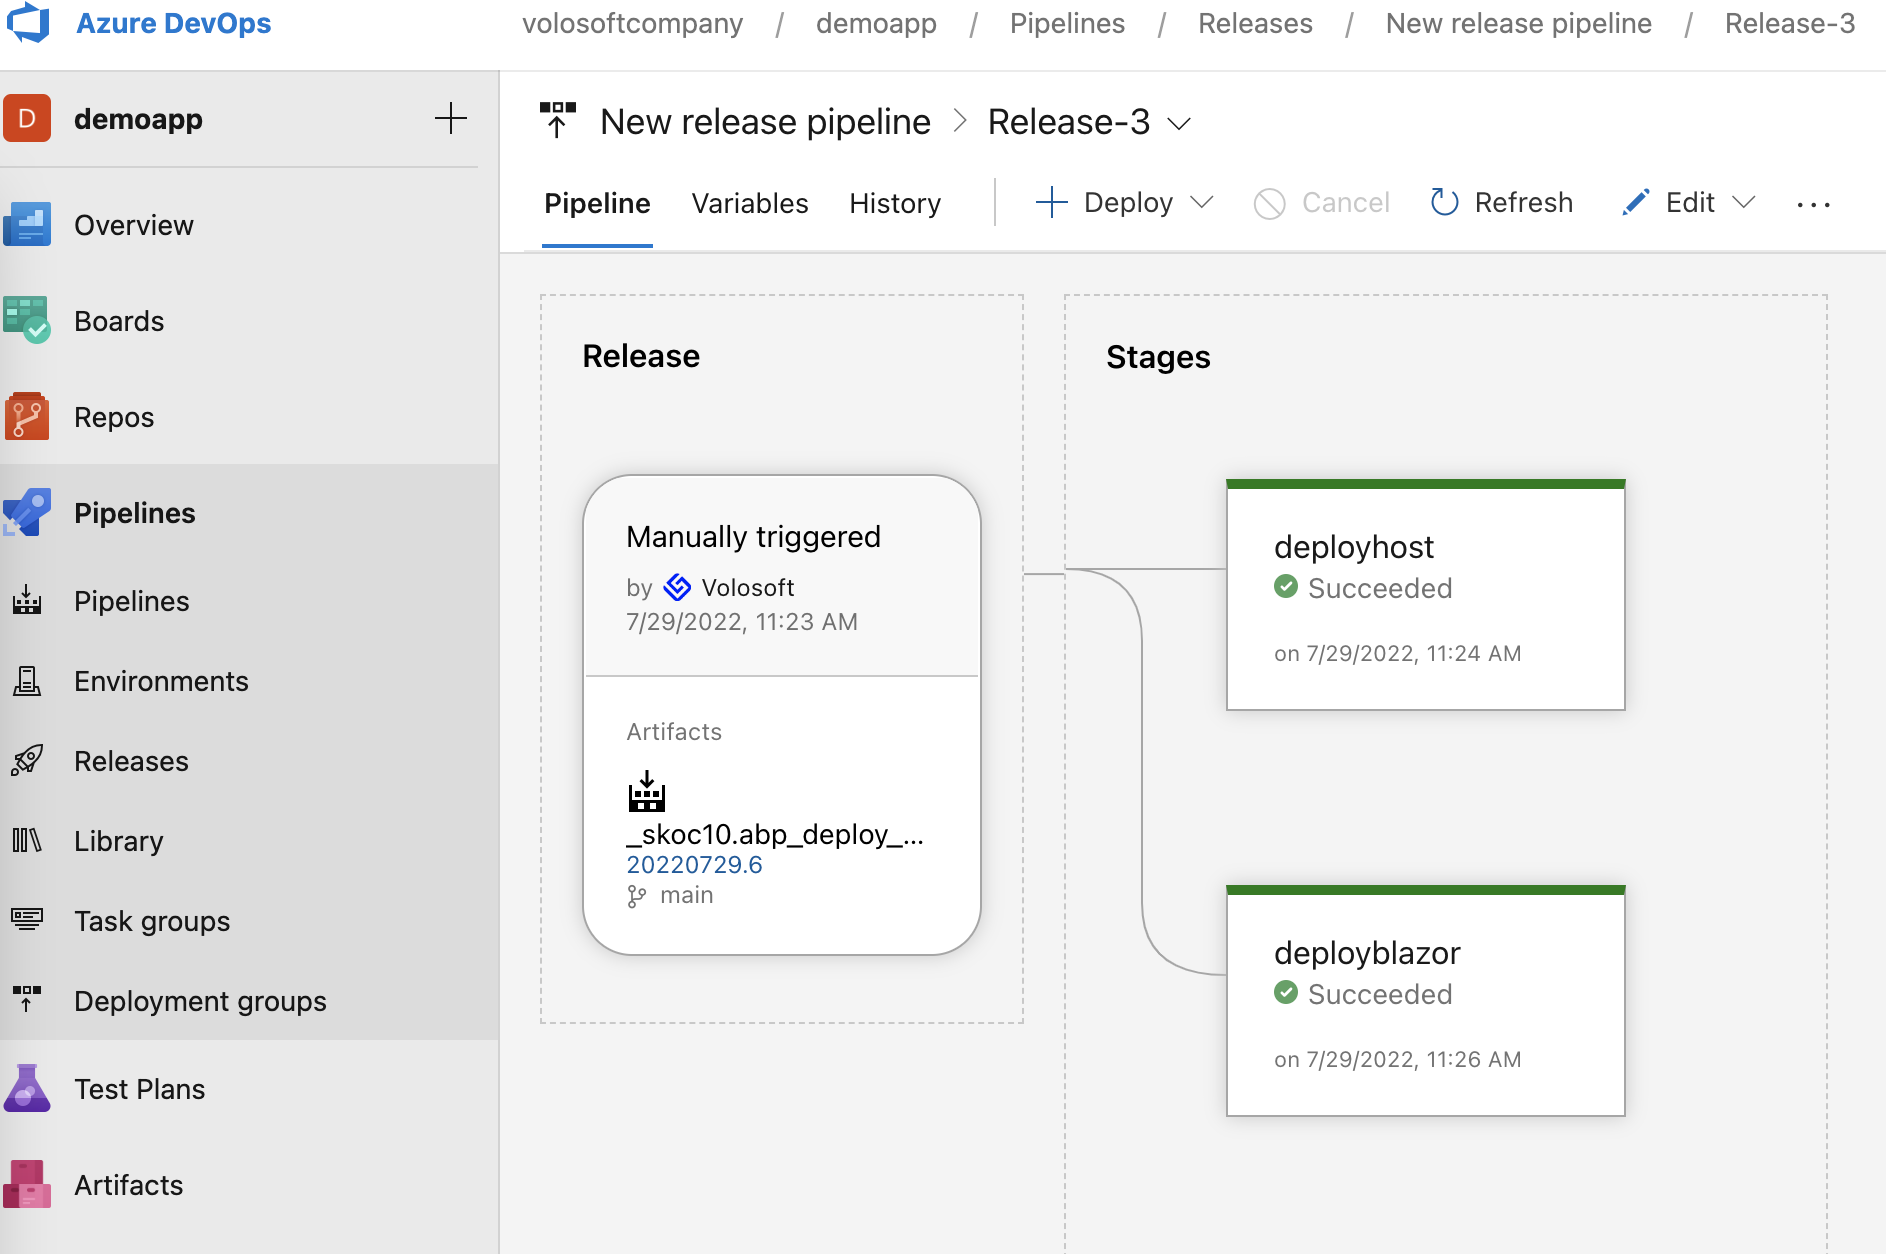 Azure DevOps
volosoftcompany / demoapp / Pipelines / Releases / New release pipeline / Release-3
D demoapp
Overview
Boards
Repos
Pipelines
Pipelines
Environments
Releases
Library
Task groups
Deployment groups
Test Plans
Artifacts
New release pipeline > Release-3
Pipeline Variables History Deploy Cancel Refresh Edit ...
Release
Manually triggered
by Volosoft
7/29/2022, 11:23 AM
Artifacts
_skoc10.abp_deploy_...
20220729.6
main
Stages
deployhost
Succeeded
on 7/29/2022, 11:24 AM
deployblazor
Succeeded
on 7/29/2022, 11:26 AM